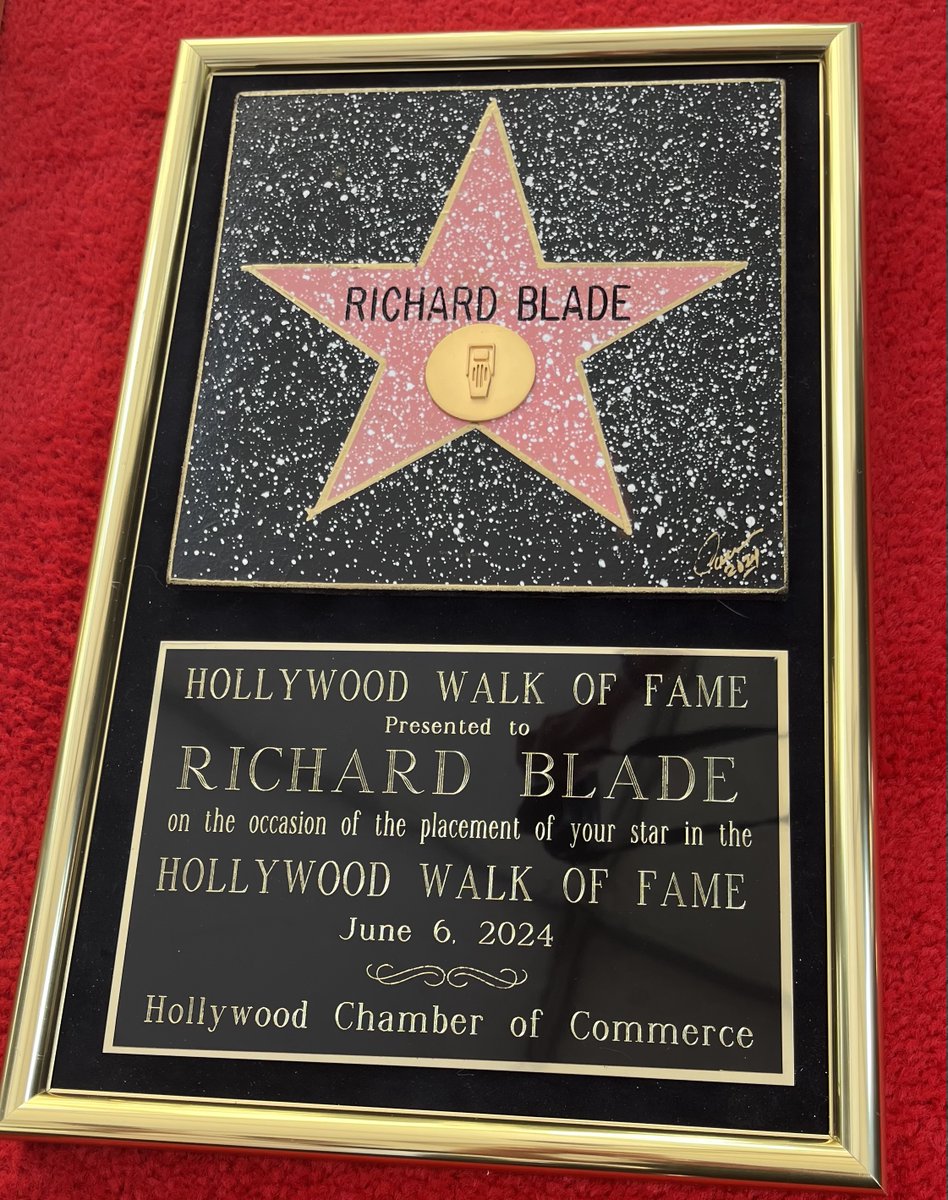 RICHARD BLADE
2024
HOLLYWOOD WALK OF FAME
Presented to
RICHARD BLADE
on the occasion of the placement of your star in the
HOLLYWOOD WALK OF FAME
June 6, 2024
Hollywood Chamber of Commerce